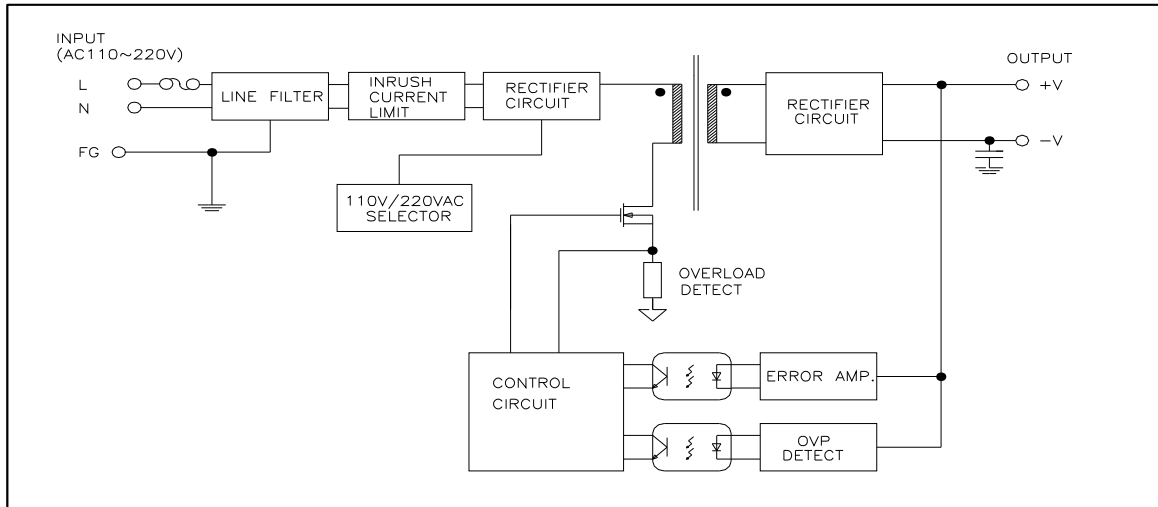 INPUT
(AC110~220V)
L
N
FG
LINE FILTER
INRUSH
CURRENT
LIMIT
RECTIFIER
CIRCUIT
110V/220VAC
SELECTOR
RECTIFIER
CIRCUIT
OUTPUT
+V
-V
OVERLOAD
DETECT
CONTROL
CIRCUIT
ERROR AMP.
OVP
DETECT